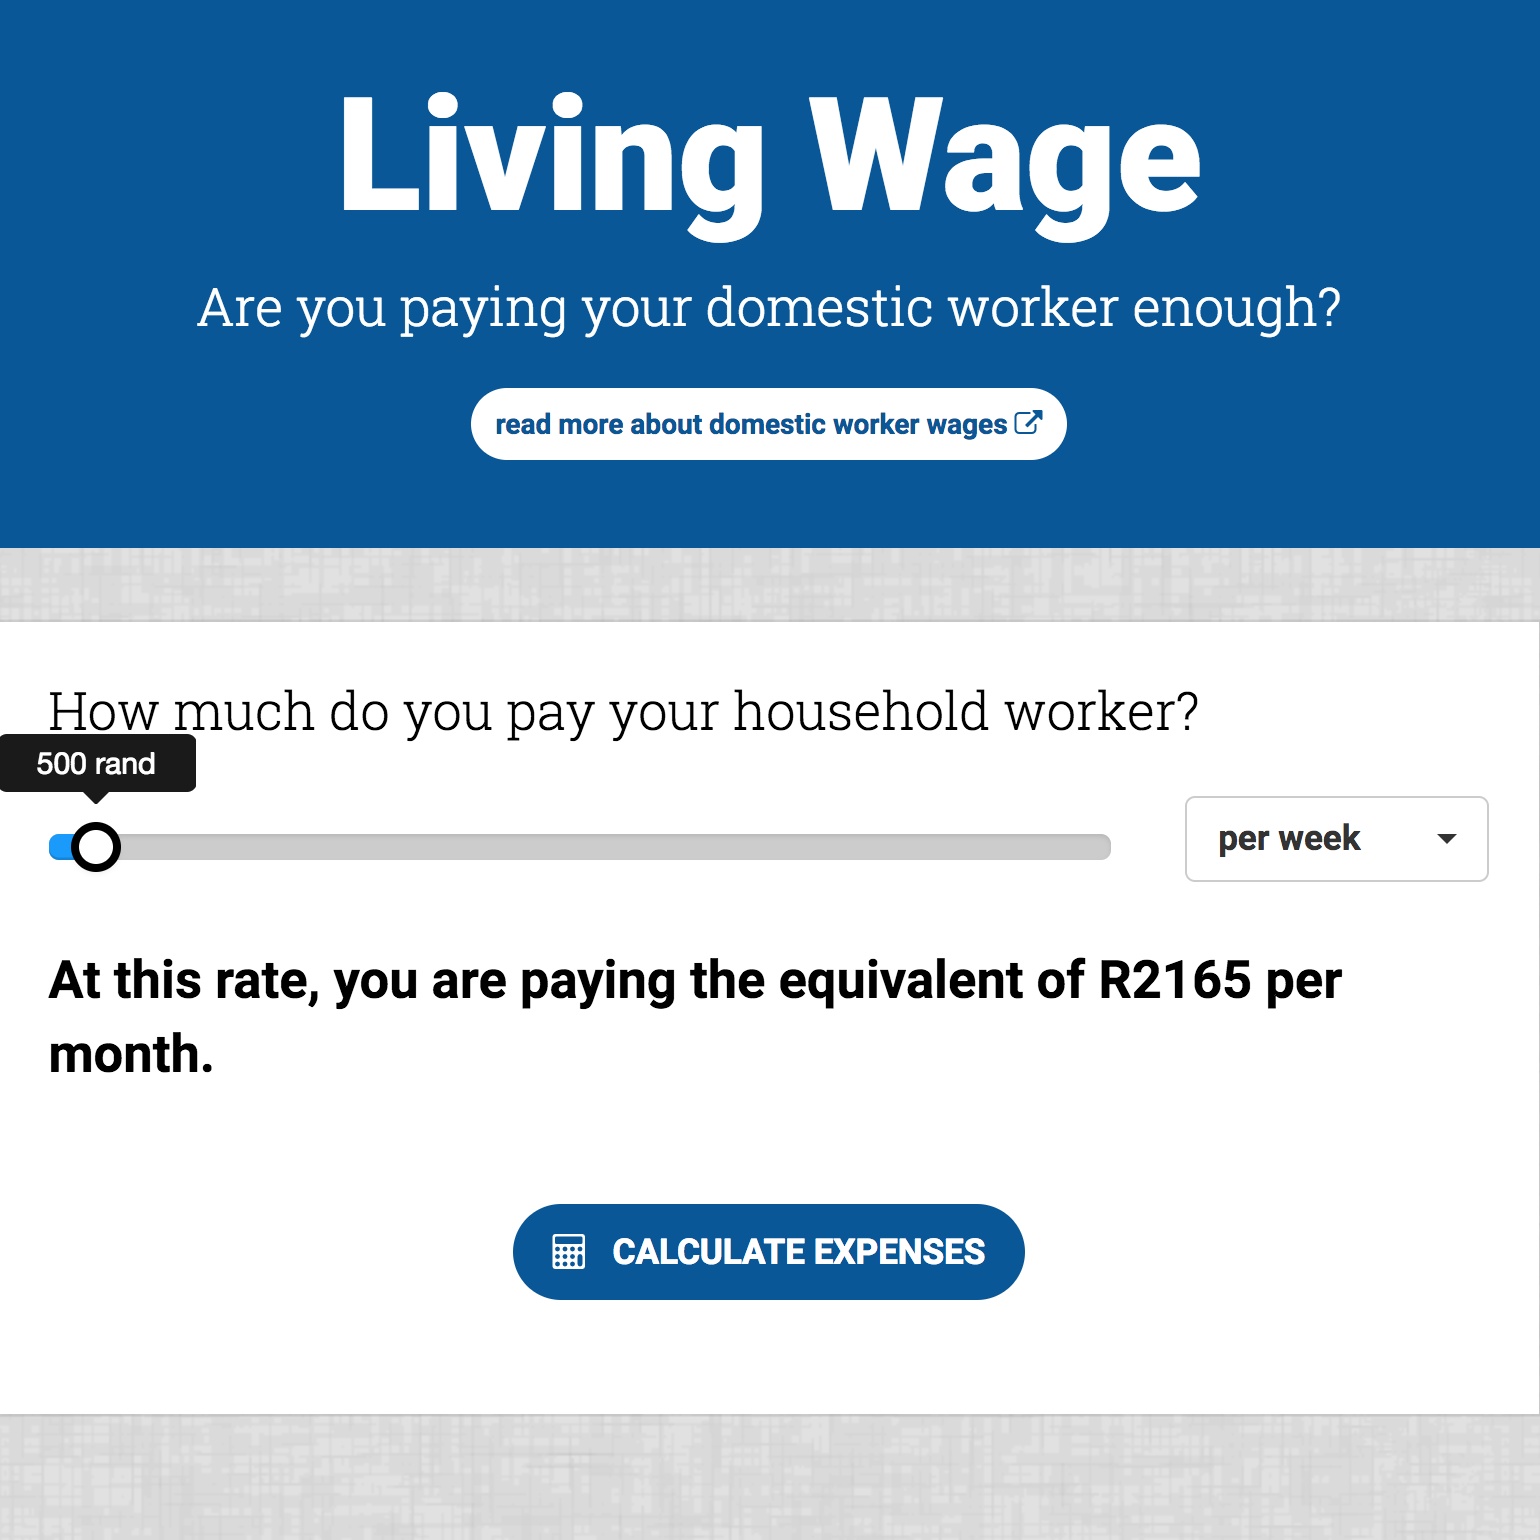 Living Wage
Are you paying your domestic worker enough?
read more about domestic worker wages
How much do you pay your household worker?
500 rand
per week
At this rate, you are paying the equivalent of R2165 per
month.
CALCULATE EXPENSES